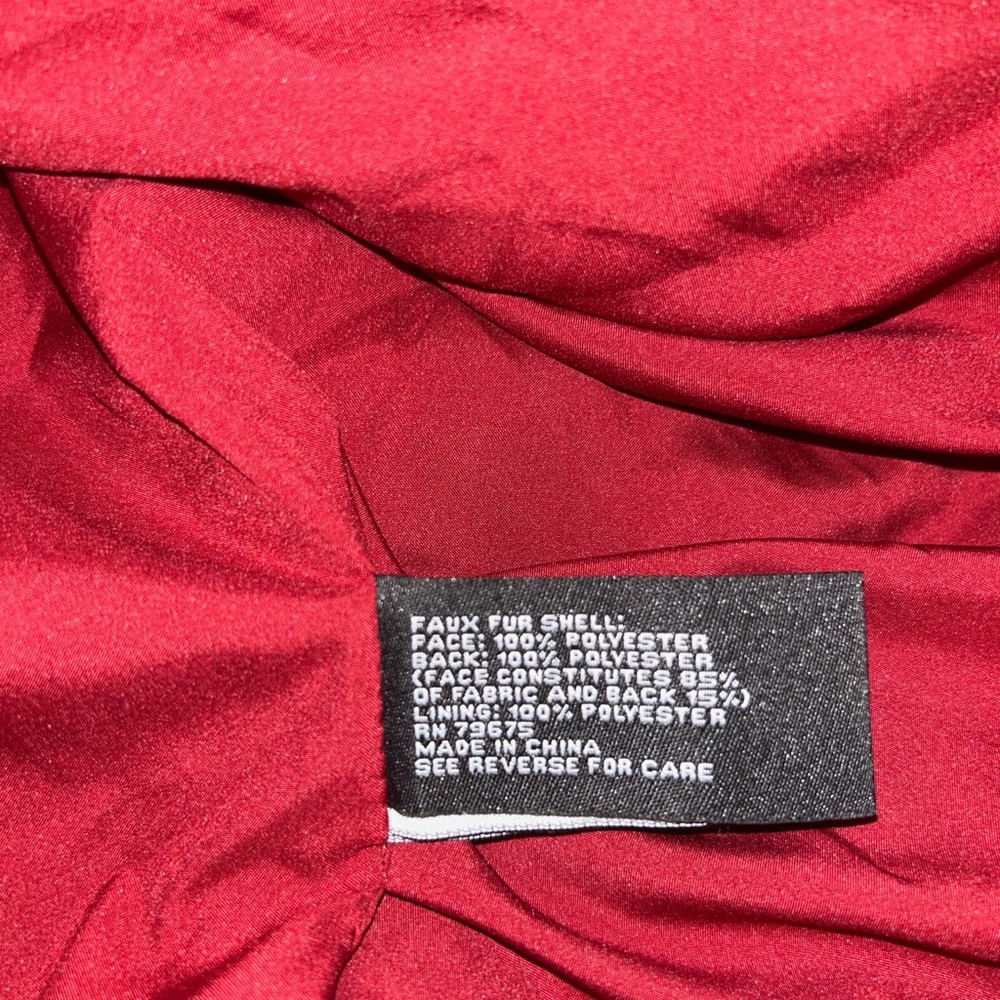 FAUX FUR SHELL:
FACE: 100% POLYESTER
BACK: 100% POLYESTER
(FACE CONSTITUTES 85%
OF FABRIC AND BACK 15%)
LINING: 100% POLYESTER
RN 79675
MADE IN CHINA
SEE REVERSE FOR CARE